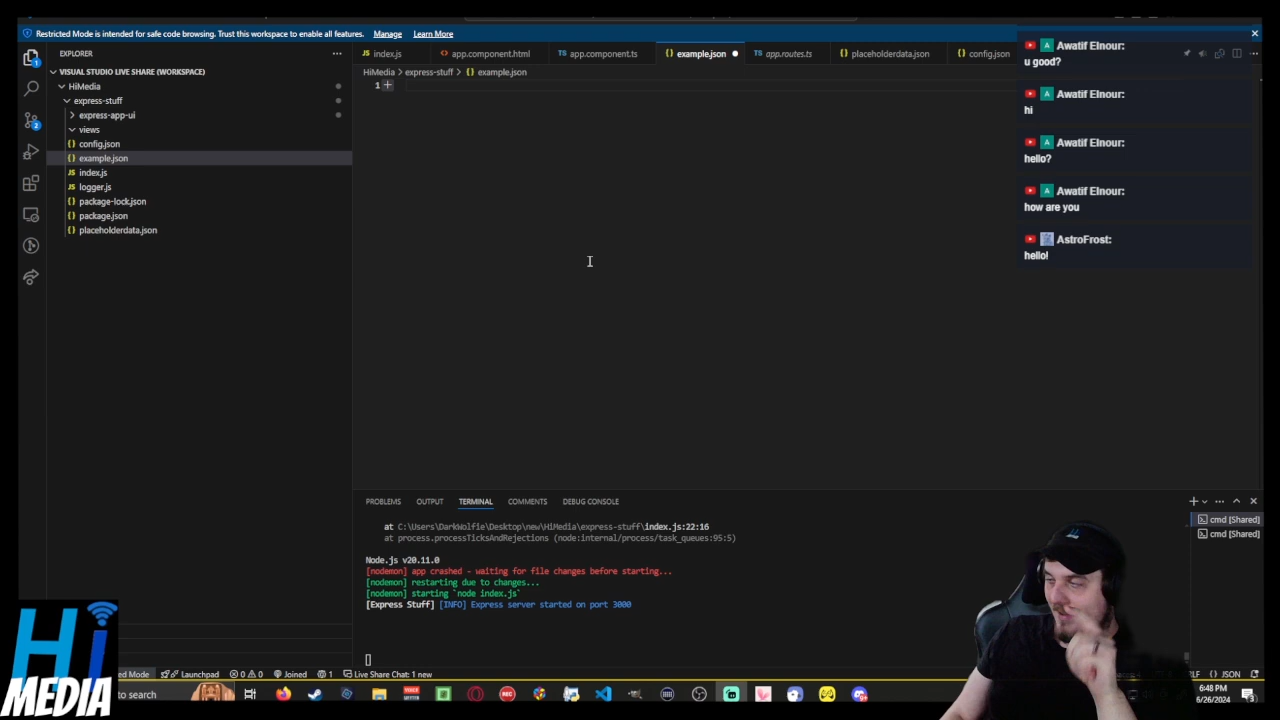 Restricted Mode is intended for safe code browsing. Trust this workspace to enable all features. Manage Learn More
EXPLORER
index.js
app.component.html
app.component.ts
example.json
app.routes.ts
placeholderdata.json
config.json
VISUAL STUDIO LIVE SHARE (WORKSPACE)
HiMedia
express-stuff
express-app-ui
views
config.json
example.json
index.js
logger.js
package-lock.json
package.json
placeholderdata.json
HiMedia > express-stuff > example.json
1
Awatif Elnour:
u good?
Awatif Elnour:
hi
Awatif Elnour:
hello?
Awatif Elnour:
how are you
AstroFrost:
hello!
PROBLEMS OUTPUT TERMINAL COMMENTS DEBUG CONSOLE
at C:\Users\DarkWolfie\Desktop\new\HiMedia\express-stuff\index.js:22:16
at process.processTicksAndRejections (node:internal/process/task_queues:95:5)
Node.js v20.11.0
[nodemon] app crashed - waiting for file changes before starting...
[nodemon] restarting due to changes...
[nodemon] starting `node index.js`
[Express Stuff] [INFO] Express server started on port 3000
cmd [Shared]
cmd [Shared]
Hi
MEDIA
Mode Launchpad 0 0 Joined 1 Live Share Chat: 1 new
{} JSON
to search
REC
6:48 PM
6/26/2024